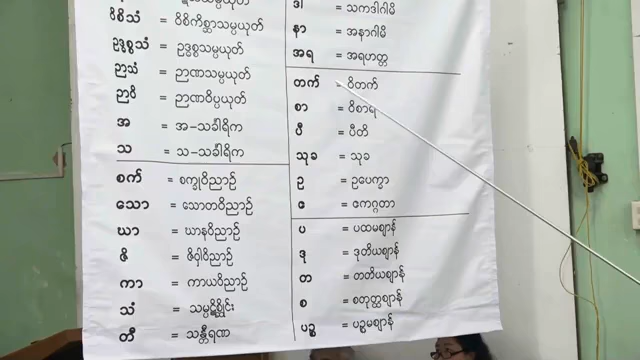 ဝိစိသံ = ဝိစိကိစ္ဆာသမ္ပယုတ်
ဥဒ္ဓစ္စသံ = ဥဒ္ဓစ္စသမ္ပယုတ်
ဉာသံ = ဉာဏသမ္ပယုတ်
ဉာဝိ = ဉာဏဝိပ္ပယုတ်
အ = အ-သင်္ခါရိက
သ = သ-သင်္ခါရိက
စက် = စက္ခုဝိညာဉ်
သော = သောတဝိညာဉ်
ဃာ = ဃာနဝိညာဉ်
ဇိ = ဇိဝှါဝိညာဉ်
ကာ = ကာယဝိညာဉ်
သံ = သမ္ပဋိစ္ဆိုင်း
တီ = သန္တီရဏ
ဒါ = သကဒါဂါမိ
နာ = အနာဂါမိ
အရ = အရဟတ္တ
တက် = ဝိတက်
စာ = ဝိစာရ
ပီ = ပီတိ
သုခ = သုခ
ဥ = ဥပေက္ခာ
ဧ = ဧကဂ္ဂတာ
ပ = ပထမဈာန်
ဒု = ဒုတိယဈာန်
တ = တတိယဈာန်
စ = စတုတ္ထဈာန်
ပဉ္စ = ပဉ္စမဈာန်